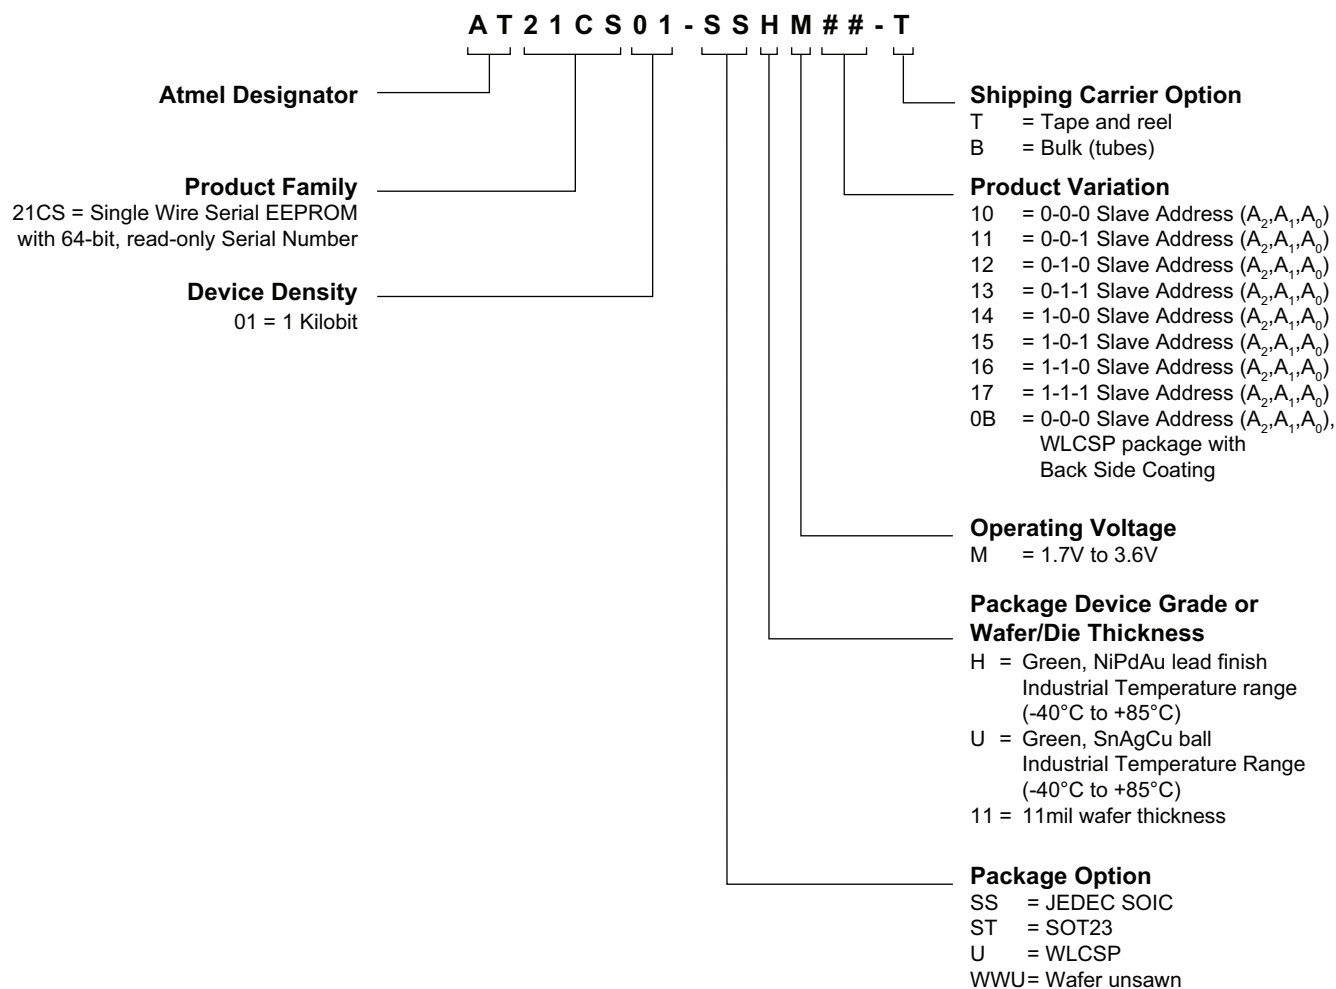 AT21CS01-SSHM##-T
Atmel Designator
Product Family
21CS = Single Wire Serial EEPROM
with 64-bit, read-only Serial Number
Device Density
01 = 1 Kilobit
Shipping Carrier Option
T = Tape and reel
B = Bulk (tubes)
Product Variation
10 = 0-0-0 Slave Address (A2,A1,A0)
11 = 0-0-1 Slave Address (A2,A1,A0)
12 = 0-1-0 Slave Address (A2,A1,A0)
13 = 0-1-1 Slave Address (A2,A1,A0)
14 = 1-0-0 Slave Address (A2,A1,A0)
15 = 1-0-1 Slave Address (A2,A1,A0)
16 = 1-1-0 Slave Address (A2,A1,A0)
17 = 1-1-1 Slave Address (A2,A1,A0)
0B = 0-0-0 Slave Address (A2,A1,A0),
WLCSP package with
Back Side Coating
Operating Voltage
M = 1.7V to 3.6V
Package Device Grade or
Wafer/Die Thickness
H = Green, NiPdAu lead finish
Industrial Temperature range
(-40°C to +85°C)
U = Green, SnAgCu ball
Industrial Temperature Range
(-40°C to +85°C)
11 = 11mil wafer thickness
Package Option
SS = JEDEC SOIC
ST = SOT23
U = WLCSP
WWU= Wafer unsawn